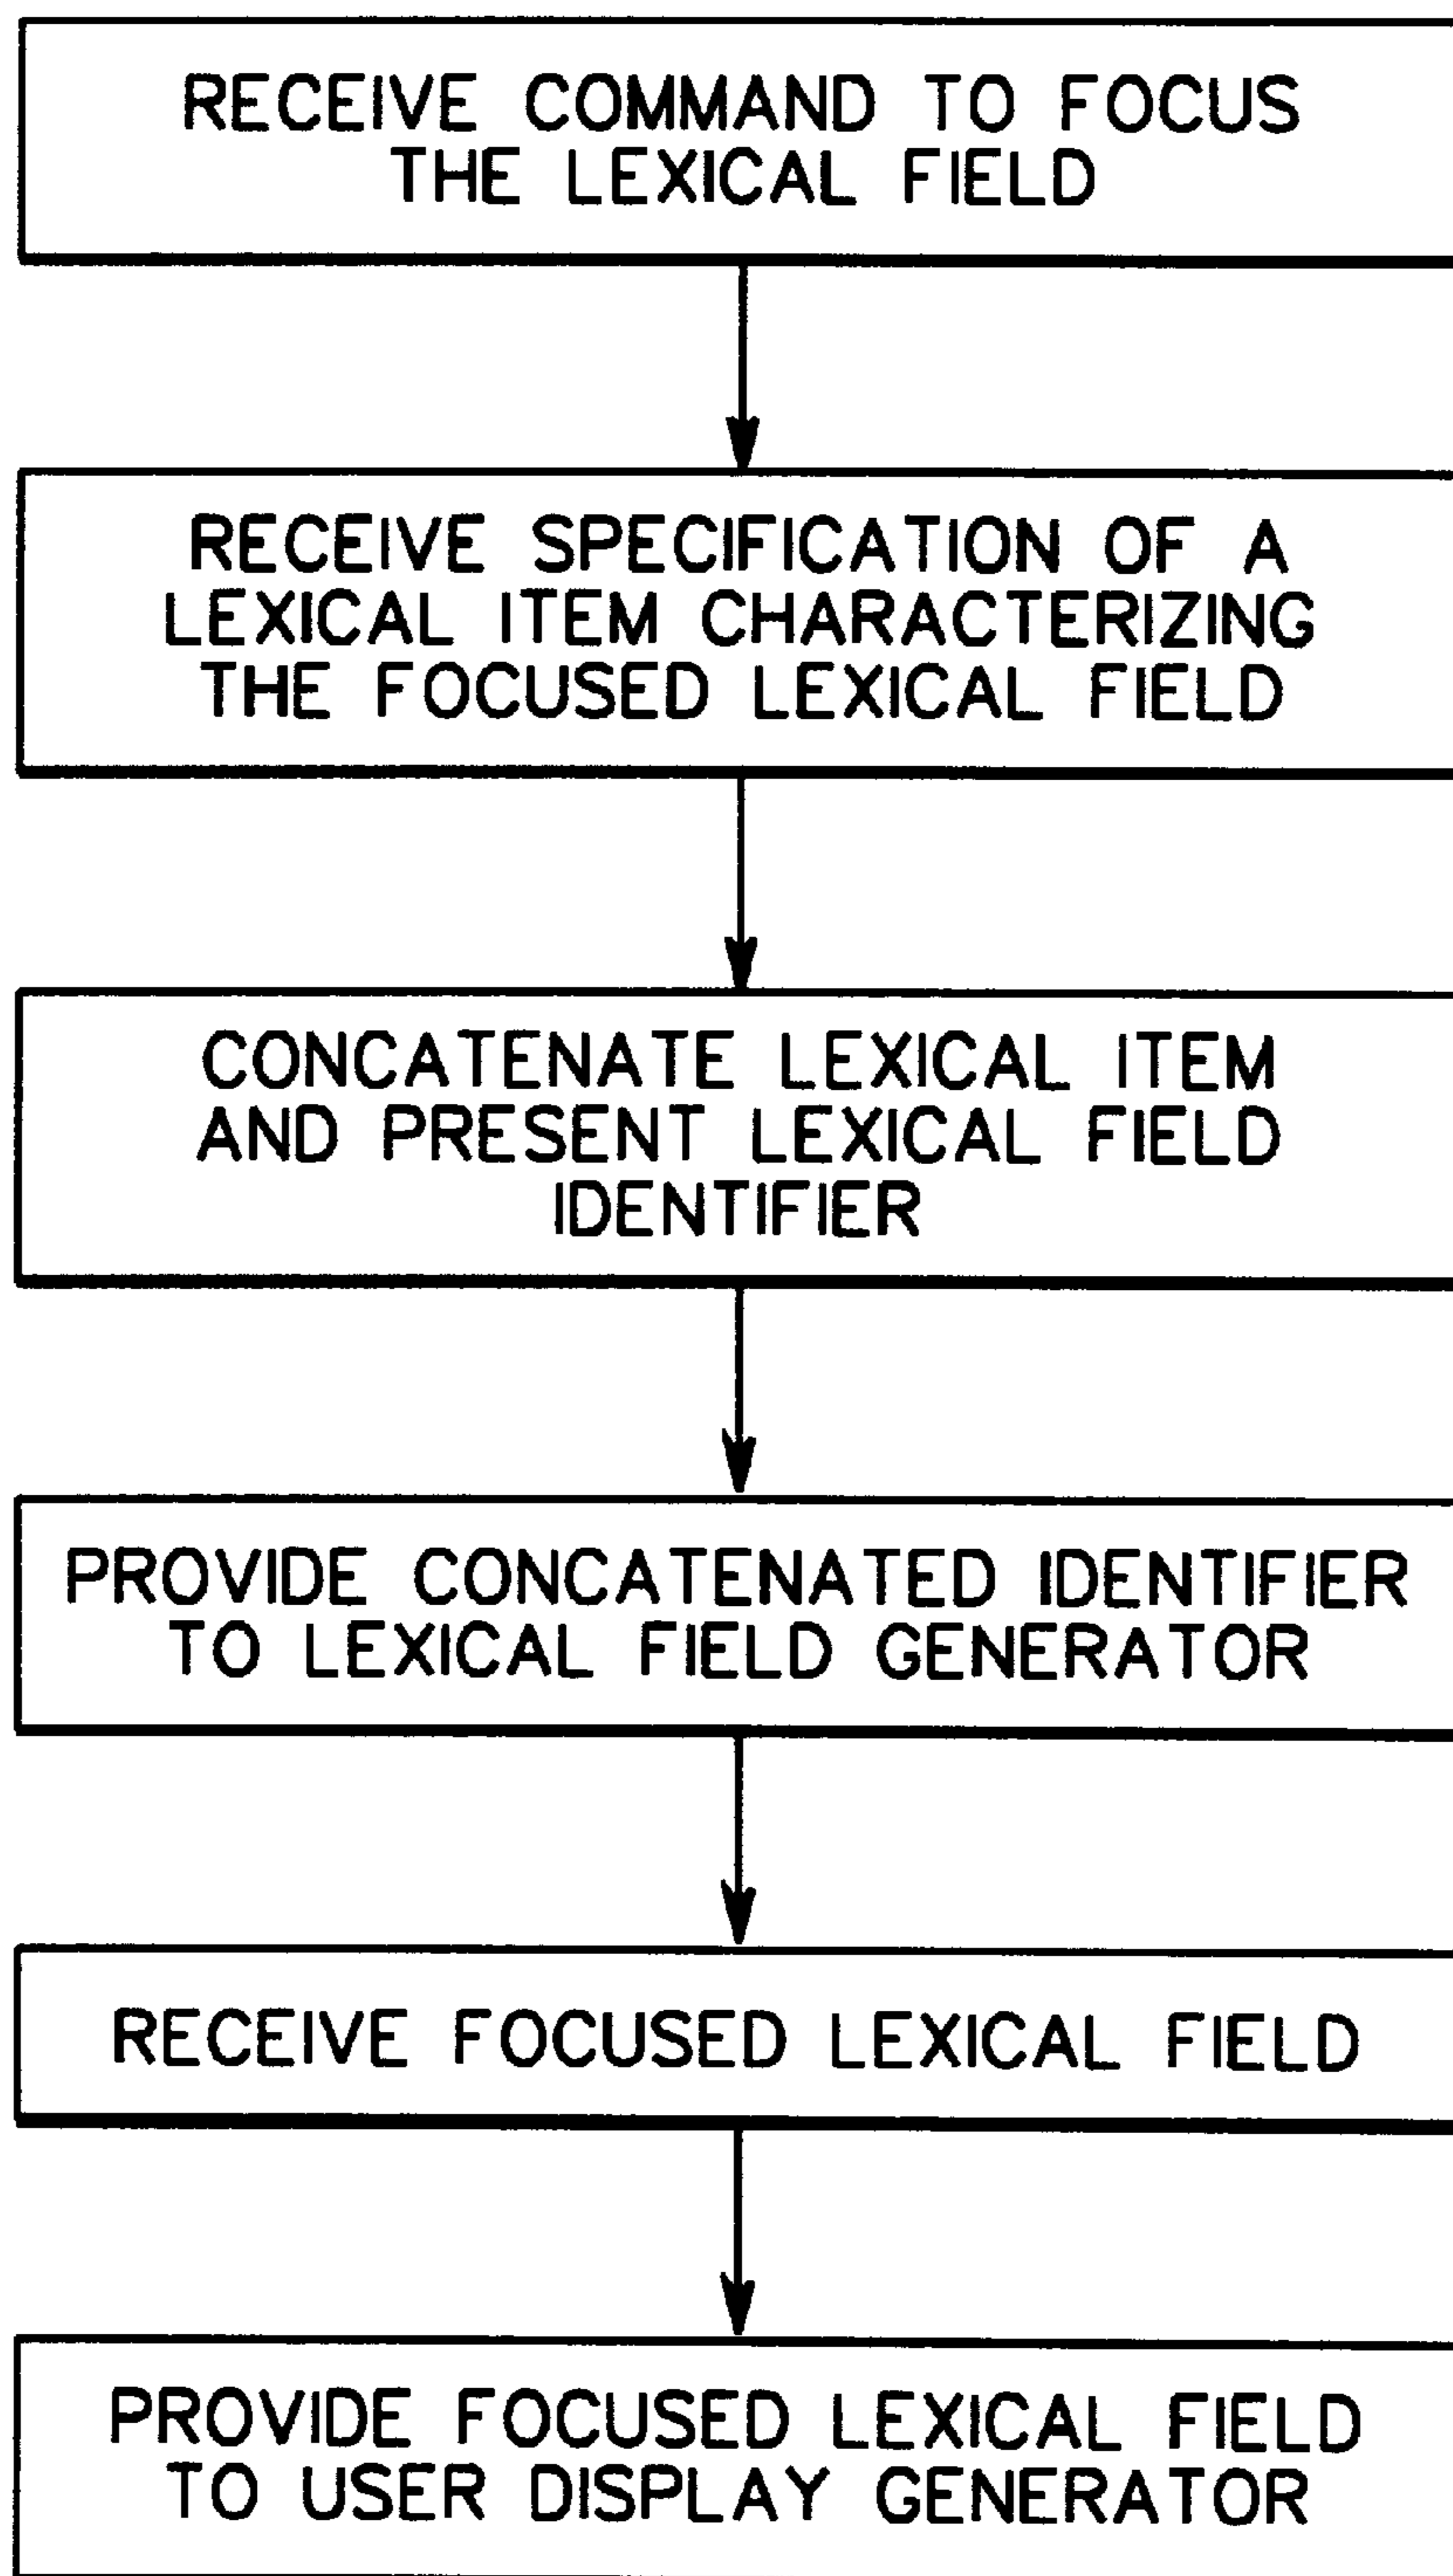 RECEIVE COMMAND TO FOCUS
THE LEXICAL FIELD
RECEIVE SPECIFICATION OF A
LEXICAL ITEM CHARACTERIZING
THE FOCUSED LEXICAL FIELD
CONCATENATE LEXICAL ITEM
AND PRESENT LEXICAL FIELD
IDENTIFIER
PROVIDE CONCATENATED IDENTIFIER
TO LEXICAL FIELD GENERATOR
RECEIVE FOCUSED LEXICAL FIELD
PROVIDE FOCUSED LEXICAL FIELD
TO USER DISPLAY GENERATOR